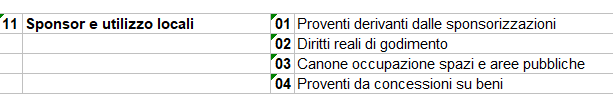 11 Sponsor e utilizzo locali 01 Proventi derivanti dalle sponsorizzazioni
02 Diritti reali di godimento
03 Canone occupazione spazi e aree pubbliche
04 Proventi da concessioni su beni